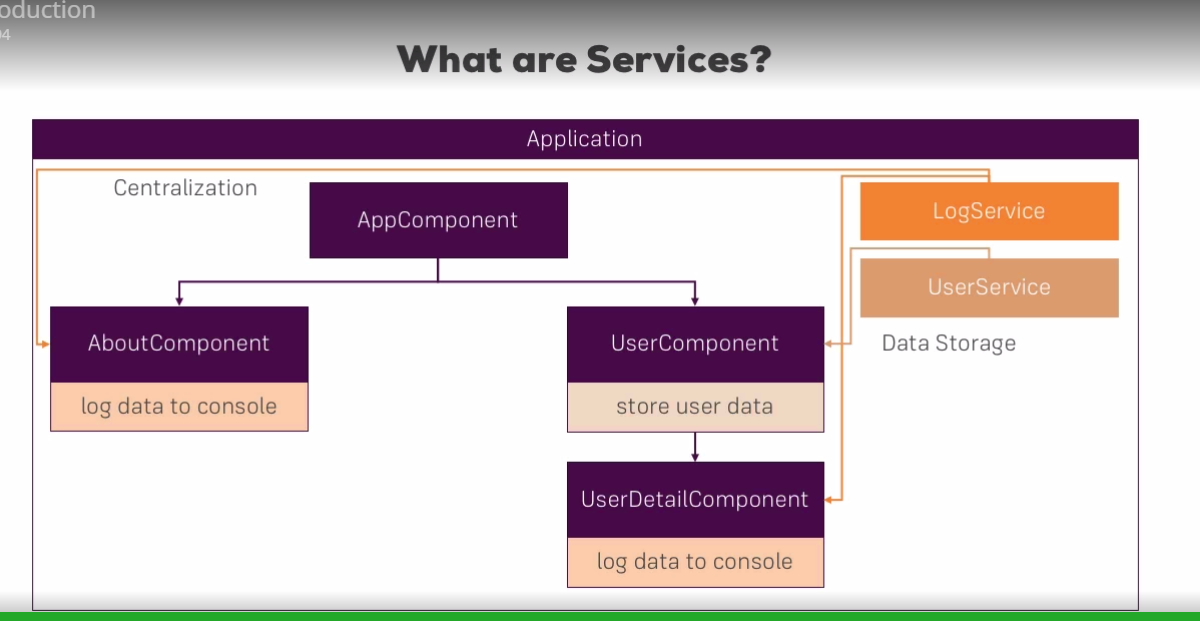 oduction
04
What are Services?
Application
Centralization
AppComponent
LogService
UserService
AboutComponent
UserComponent
Data Storage
log data to console
store user data
UserDetailComponent
log data to console